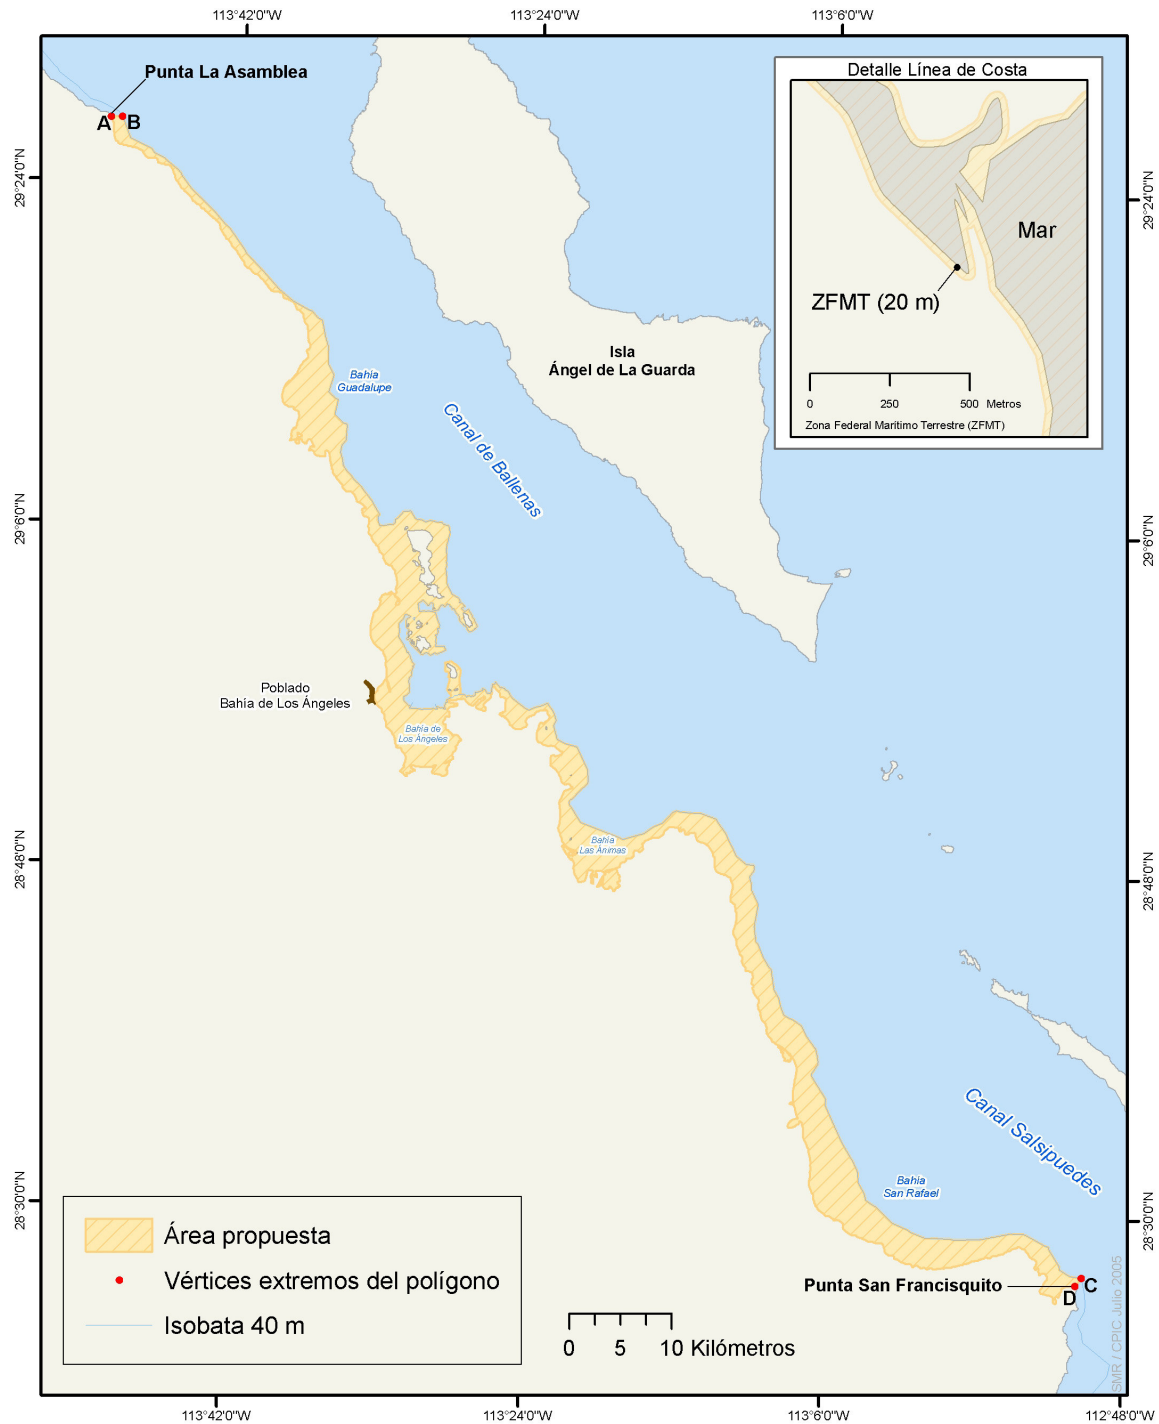 113°42'0"W
113°24'0"W
113°6'0"W
Punta La Asamblea
A
B
29°24'0"N
29°24'0"N
Detalle Línea de Costa
Mar
ZFMT (20 m)
0 250 500 Metros
Zona Federal Marítimo Terrestre (ZFMT)
Isla
Ángel de La Guarda
Bahía
Guadalupe
Canal de Ballenas
29°6'0"N
29°6'0"N
Poblado
Bahía de Los Ángeles
Bahía de
Los Ángeles
Bahía
Las Ánimas
28°48'0"N
28°48'0"N
Canal Salsipuedes
Bahía
San Rafael
28°30'0"N
28°30'0"N
Área propuesta
Vértices extremos del polígono
Isobata 40 m
Punta San Francisquito
C
D
0 5 10 Kilómetros
SMR / CPIC Julio 2005
113°42'0"W
113°24'0"W
113°6'0"W
112°48'0"W